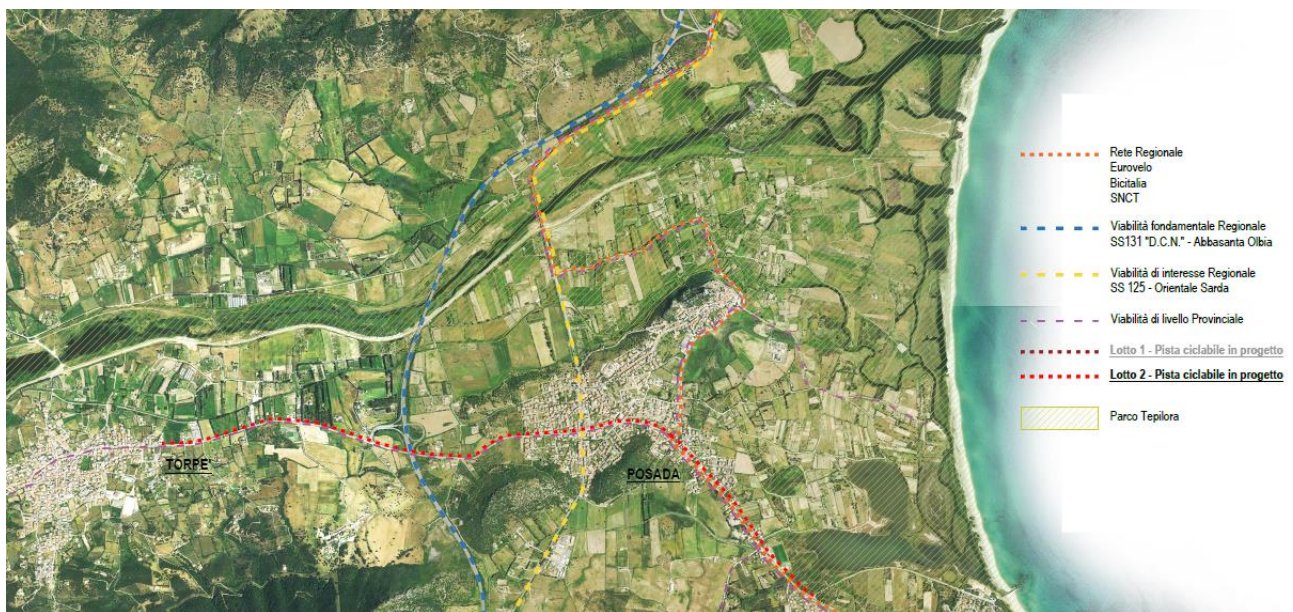 Rete Regionale
Eurovelo
Bicitalia
SNCT
Viabilità fondamentale Regionale
SS131 "D.C.N." - Abbasanta Olbia
Viabilità di interesse Regionale
SS 125 - Orientale Sarda
Viabilità di livello Provinciale
Lotto 1 - Pista ciclabile in progetto
Lotto 2 - Pista ciclabile in progetto
Parco Tepilora
TORPE'
POSADA